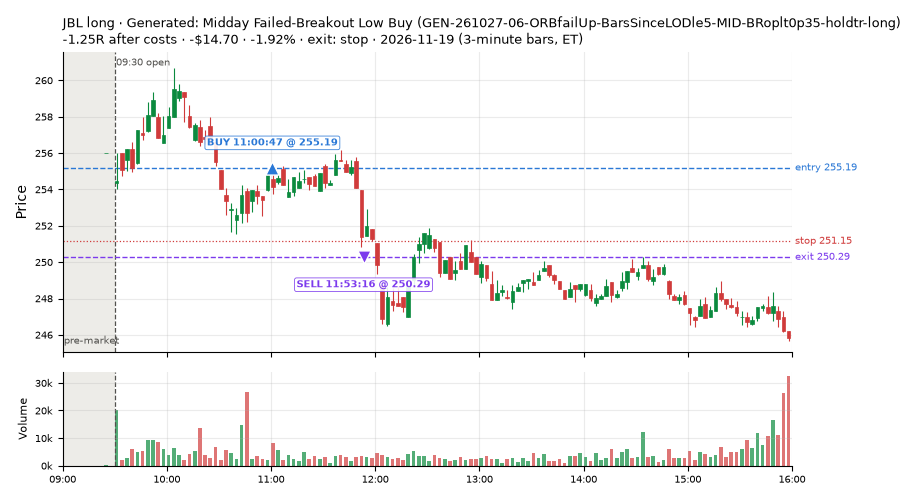 JBL long · Generated: Midday Failed-Breakout Low Buy (GEN-261027-06-ORBfailUp-BarsSinceLODle5-MID-BRoplt0p35-holdtr-long)
-1.25R after costs · -$14.70 · -1.92% · exit: stop · 2026-11-19 (3-minute bars, ET)
09:30 open
260
258
BUY 11:00:47 @ 255.19
256
entry 255.19
254
Price
252
stop 251.15
exit 250.29
250
SELL 11:53:16 @ 250.29
248
246
pre-market
30k
20k
Volume
10k
0k
09:00
10:00
11:00
12:00
13:00
14:00
15:00
16:00